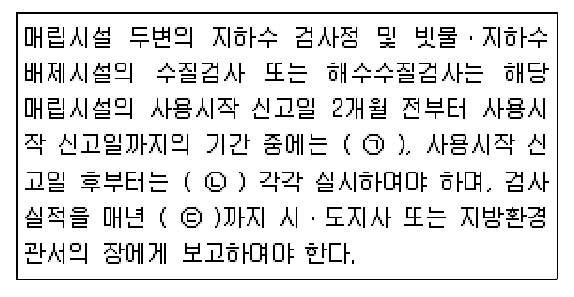 매립시설 두변의 지하수 검사정 및 빗물·지하수
배제시설의 수질검사 또는 해수수질검사는 해당
매립시설의 사용시작 신고일 2개월 전부터 사용시
작 신고일까지의 기간 중에는 ( ㉠ ), 사용시작 신
고일 후부터는 ( ㉡ ) 각각 실시하여야 하며, 검사
실적을 매년 ( ㉢ )까지 시·도지사 또는 지방환경
관서의 장에게 보고하여야 한다.